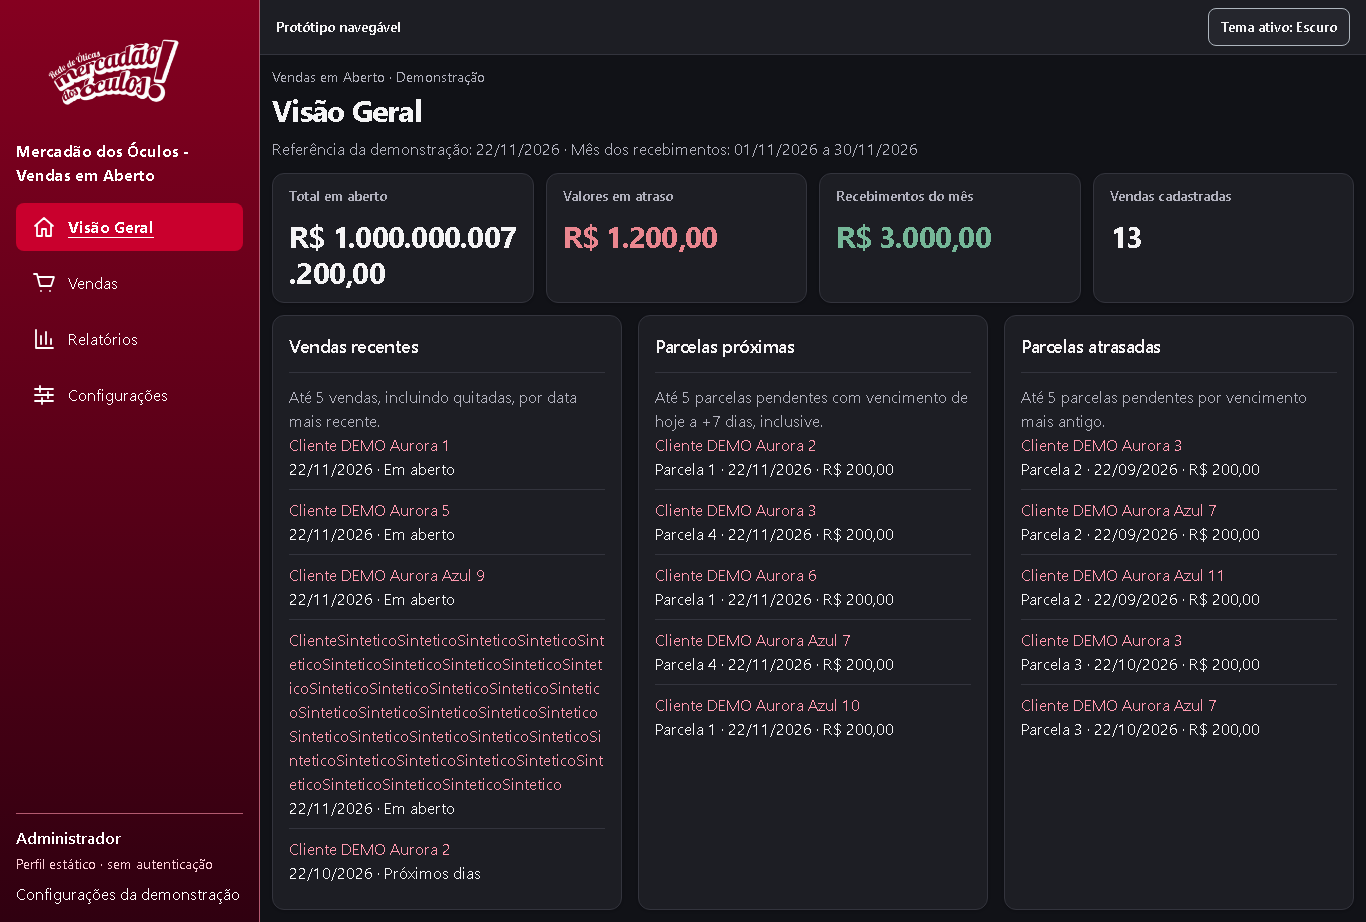 Rede de Óticas
mercadão
dos Óculos!
Mercadão dos Óculos -
Vendas em Aberto
Visão Geral
Vendas
Relatórios
Configurações
Administrador
Perfil estático · sem autenticação
Configurações da demonstração
Protótipo navegável
Tema ativo: Escuro
Vendas em Aberto · Demonstração
Visão Geral
Referência da demonstração: 22/11/2026 · Mês dos recebimentos: 01/11/2026 a 30/11/2026
Total em aberto
R$ 1.000.000.007
.200,00
Valores em atraso
R$ 1.200,00
Recebimentos do mês
R$ 3.000,00
Vendas cadastradas
13
Vendas recentes
Até 5 vendas, incluindo quitadas, por data
mais recente.
Cliente DEMO Aurora 1
22/11/2026 · Em aberto
Cliente DEMO Aurora 5
22/11/2026 · Em aberto
Cliente DEMO Aurora Azul 9
22/11/2026 · Em aberto
ClienteSinteticoSinteticoSinteticoSinteticoSint
eticoSinteticoSinteticoSinteticoSinteticoSintet
icoSinteticoSinteticoSinteticoSinteticoSintetic
oSinteticoSinteticoSinteticoSinteticoSintetico
SinteticoSinteticoSinteticoSinteticoSinteticoSi
nteticoSinteticoSinteticoSinteticoSinteticoSint
eticoSinteticoSinteticoSinteticoSintetico
22/11/2026 · Em aberto
Cliente DEMO Aurora 2
22/10/2026 · Próximos dias
Parcelas próximas
Até 5 parcelas pendentes com vencimento de
hoje a +7 dias, inclusive.
Cliente DEMO Aurora 2
Parcela 1 · 22/11/2026 · R$ 200,00
Cliente DEMO Aurora 3
Parcela 4 · 22/11/2026 · R$ 200,00
Cliente DEMO Aurora 6
Parcela 1 · 22/11/2026 · R$ 200,00
Cliente DEMO Aurora Azul 7
Parcela 4 · 22/11/2026 · R$ 200,00
Cliente DEMO Aurora Azul 10
Parcela 1 · 22/11/2026 · R$ 200,00
Parcelas atrasadas
Até 5 parcelas pendentes por vencimento
mais antigo.
Cliente DEMO Aurora 3
Parcela 2 · 22/09/2026 · R$ 200,00
Cliente DEMO Aurora Azul 7
Parcela 2 · 22/09/2026 · R$ 200,00
Cliente DEMO Aurora Azul 11
Parcela 2 · 22/09/2026 · R$ 200,00
Cliente DEMO Aurora 3
Parcela 3 · 22/10/2026 · R$ 200,00
Cliente DEMO Aurora Azul 7
Parcela 3 · 22/10/2026 · R$ 200,00